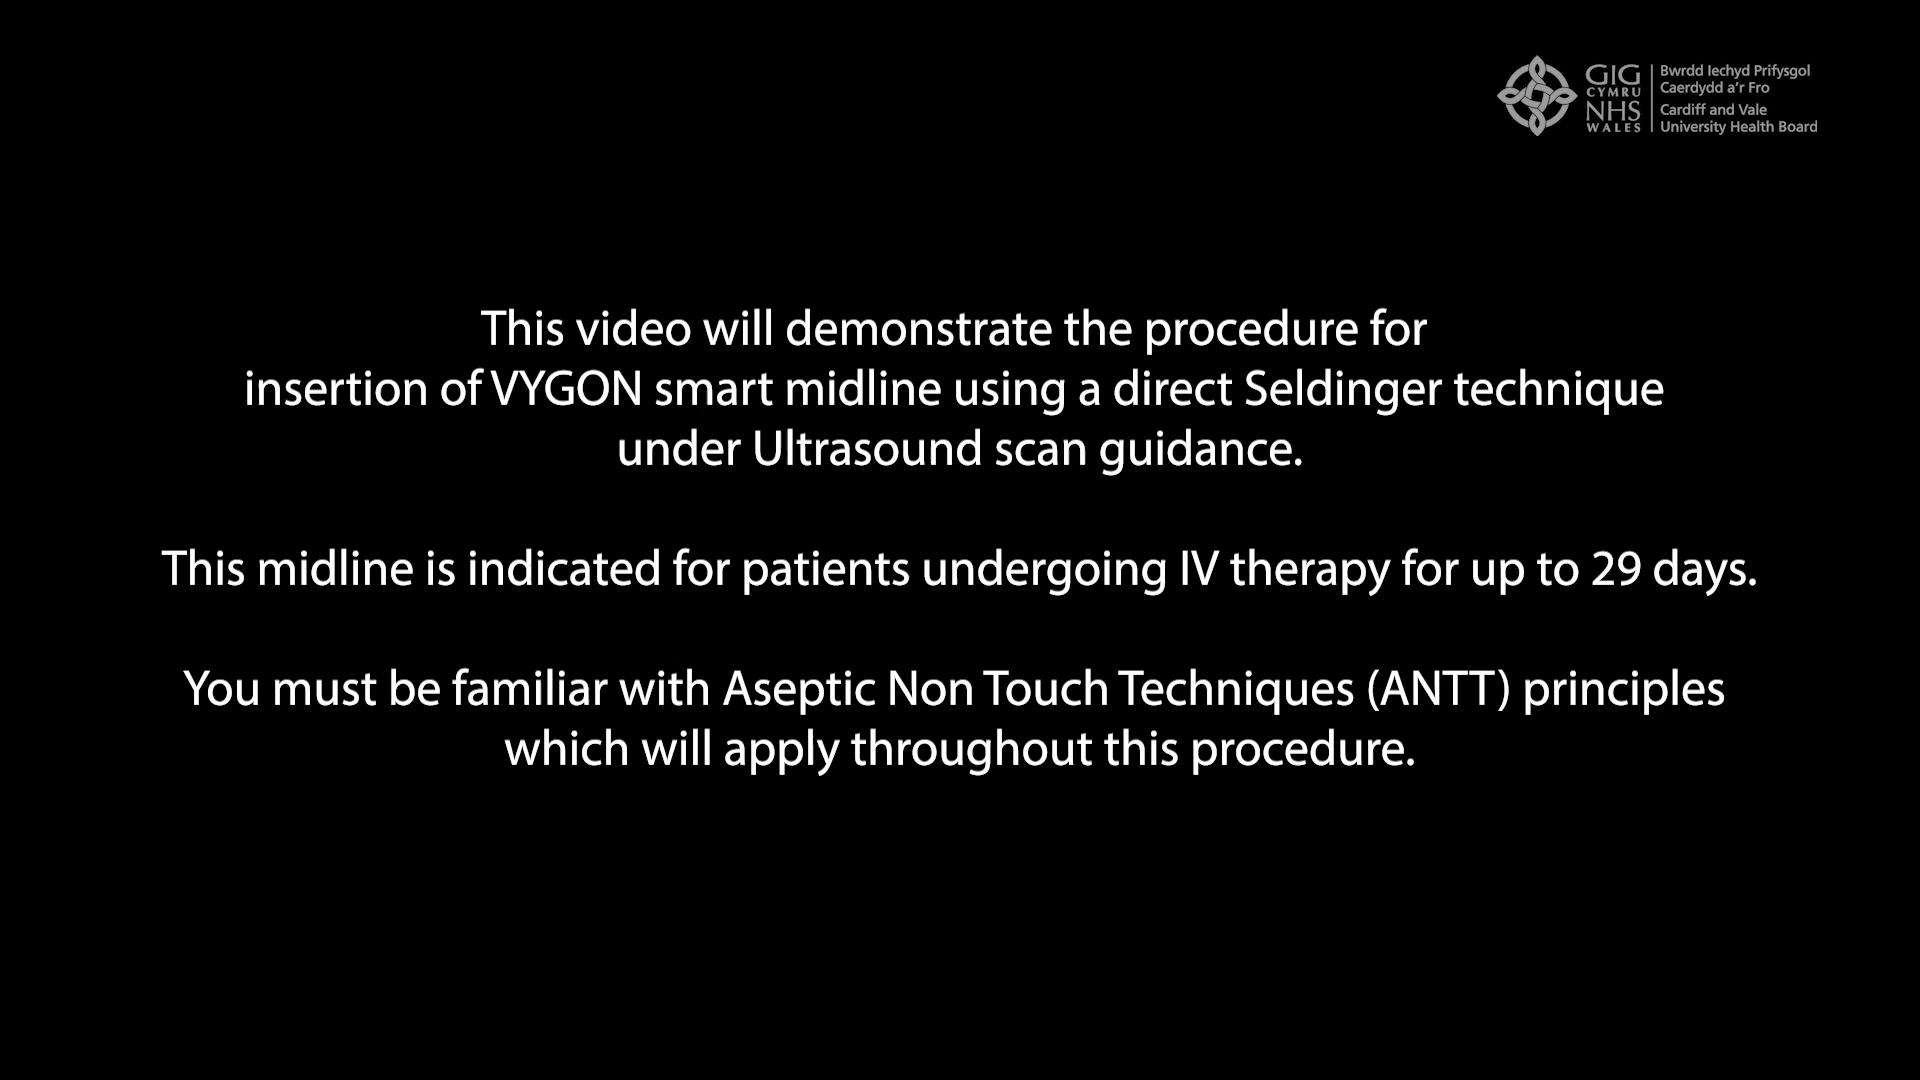 GIG
CYMRU
NHS
WALES
Bwrdd Iechyd Prifysgol
Caerdydd a'r Fro
Cardiff and Vale
University Health Board
This video will demonstrate the procedure for
insertion of VYGON smart midline using a direct Seldinger technique
under Ultrasound scan guidance.
This midline is indicated for patients undergoing IV therapy for up to 29 days.
You must be familiar with Aseptic Non Touch Techniques (ANTT) principles
which will apply throughout this procedure.